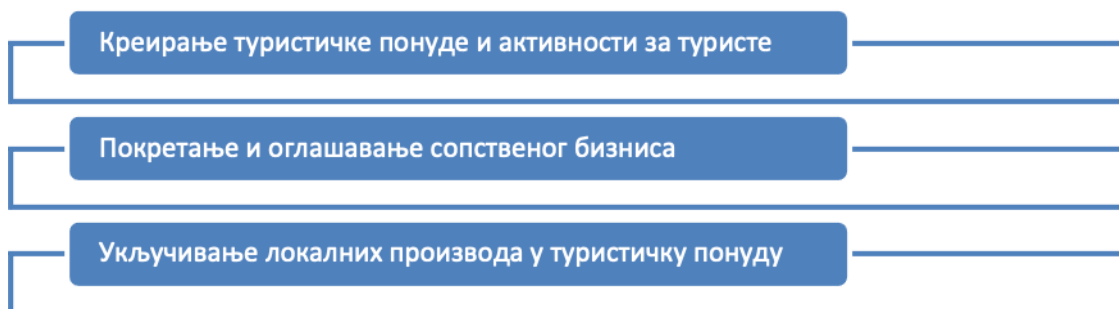 Креирање туристичке понуде и активности за туристе
Покретање и оглашавање сопственог бизниса
Укључивање локалних производа у туристичку понуду